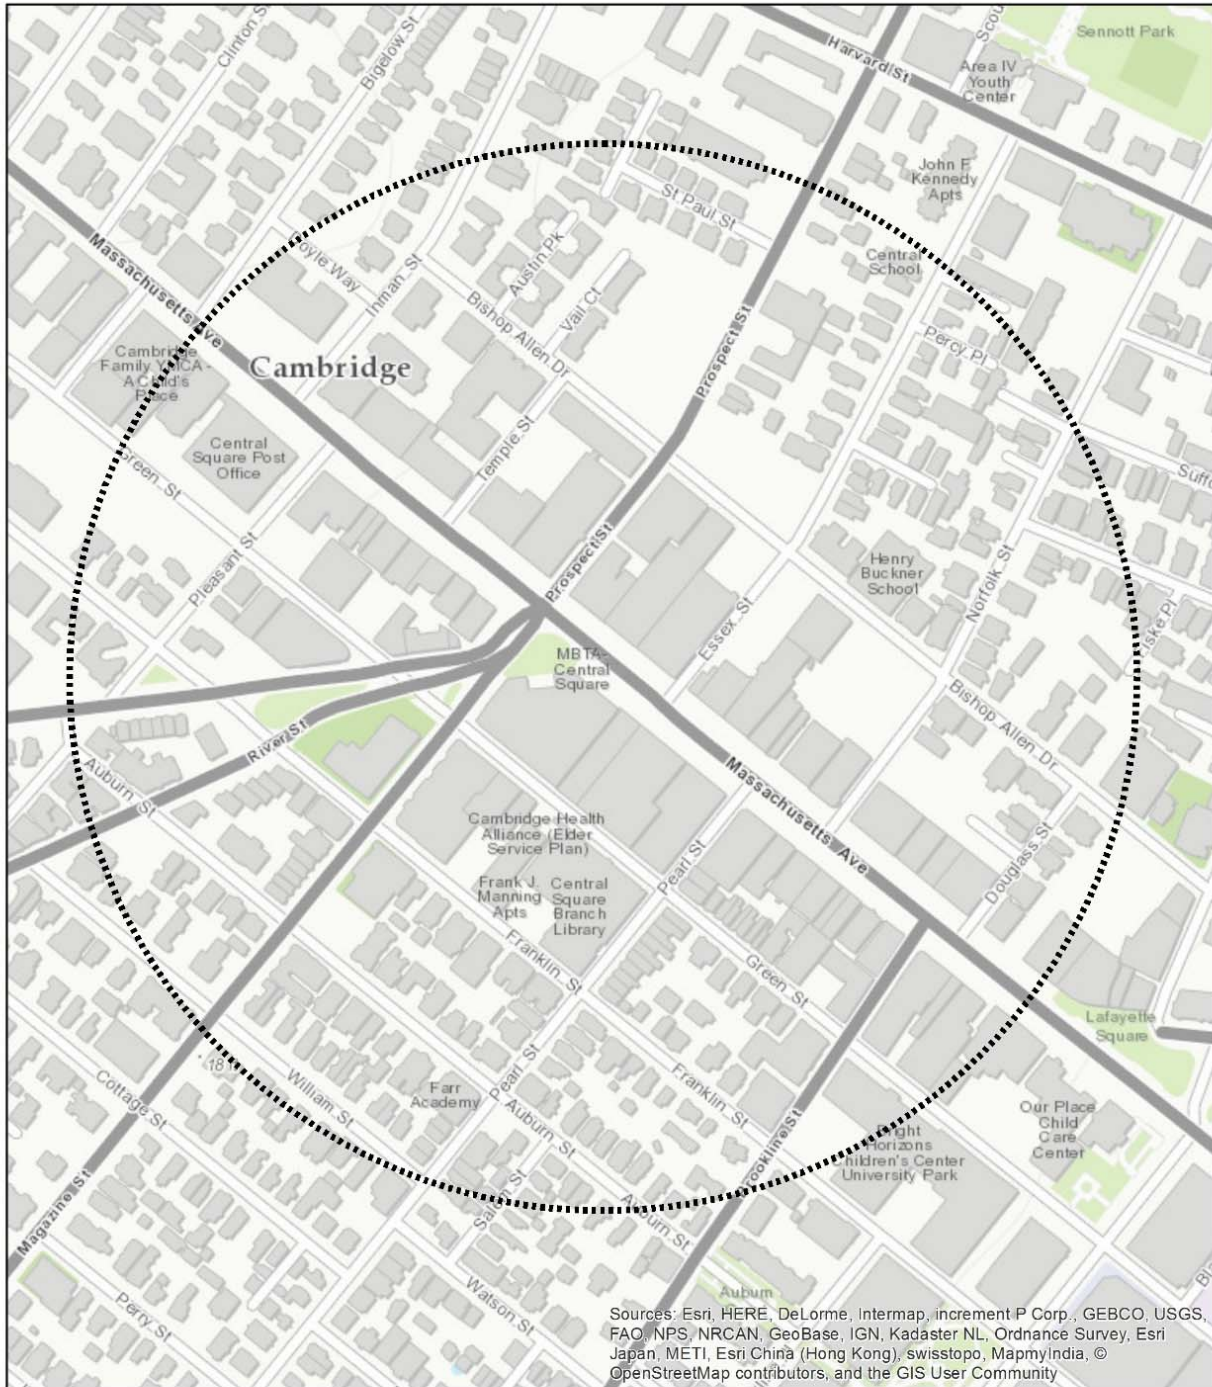 Clinton St
Bigelow St
Harvard St
Scou
Sennott Park
Area IV
Youth
Center
John F
Kennedy
Apts
St Paul St
Central
School
Massachusetts Ave
Doyle Way
Inman St
Austin Pk
Bishop Allen Dr
Vail Ct
Prospect St
Percy Pl
Cambridge
Family YMCA -
A Child's
Place
Cambridge
Central
Square Post
Office
Green St
Temple St
Suffo
Pleasant St
Prospect St
Henry
Buckner
School
Norfolk St
Essex St
MBTA-
Central
Square
Bishop Allen Dr
River St
Auburn St
Massachusetts Ave
Cambridge Health
Alliance (Elder
Service Plan)
Pearl St
Douglass St
Frank J.
Manning
Apts
Central
Square
Branch
Library
Franklin St
Green St
Lafayette
Square
Cottage St
William St
Farr
Academy
Pearl St
Auburn St
Franklin St
Brookline St
Our Place
Child
Care
Center
Bright
Horizons
Children's Center
University Park
Magazine St
Salem St
Auburn St
Perry St
Watson St
Auburn
Sources: Esri, HERE, DeLorme, Intermap, increment P Corp., GEBCO, USGS,
FAO, NPS, NRCAN, GeoBase, IGN, Kadaster NL, Ordnance Survey, Esri
Japan, METI, Esri China (Hong Kong), swisstopo, MapmyIndia, ©
OpenStreetMap contributors, and the GIS User Community